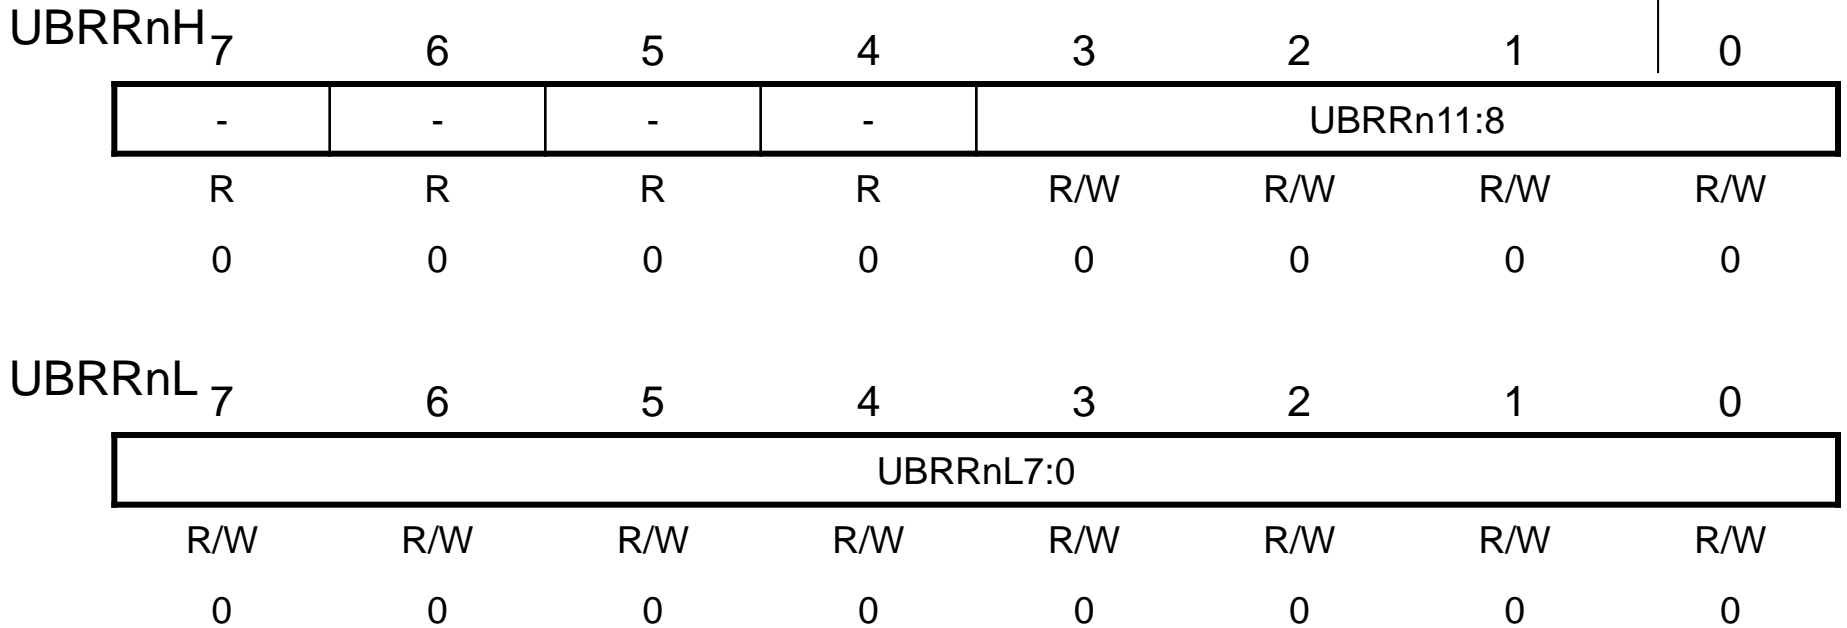 UBRRnH 7 6 5 4 3 2 1 0
- - - - UBRRn11:8
R R R R R/W R/W R/W R/W
0 0 0 0 0 0 0 0
UBRRnL 7 6 5 4 3 2 1 0
UBRRnL7:0
R/W R/W R/W R/W R/W R/W R/W R/W
0 0 0 0 0 0 0 0